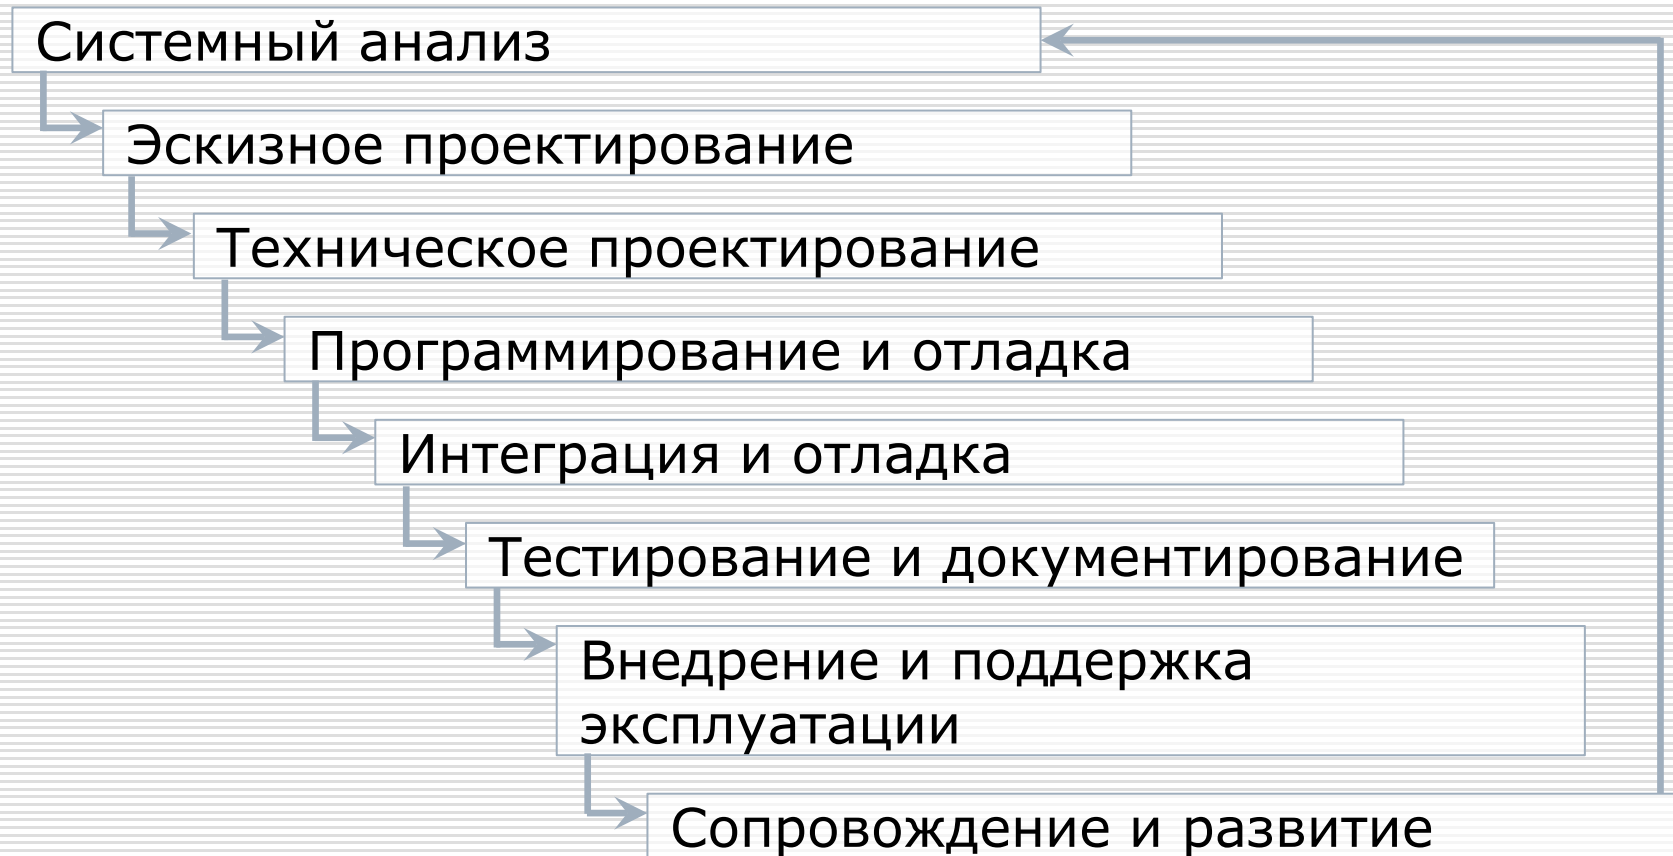 Системный анализ
Эскизное проектирование
Техническое проектирование
Программирование и отладка
Интеграция и отладка
Тестирование и документирование
Внедрение и поддержка
эксплуатации
Сопровождение и развитие